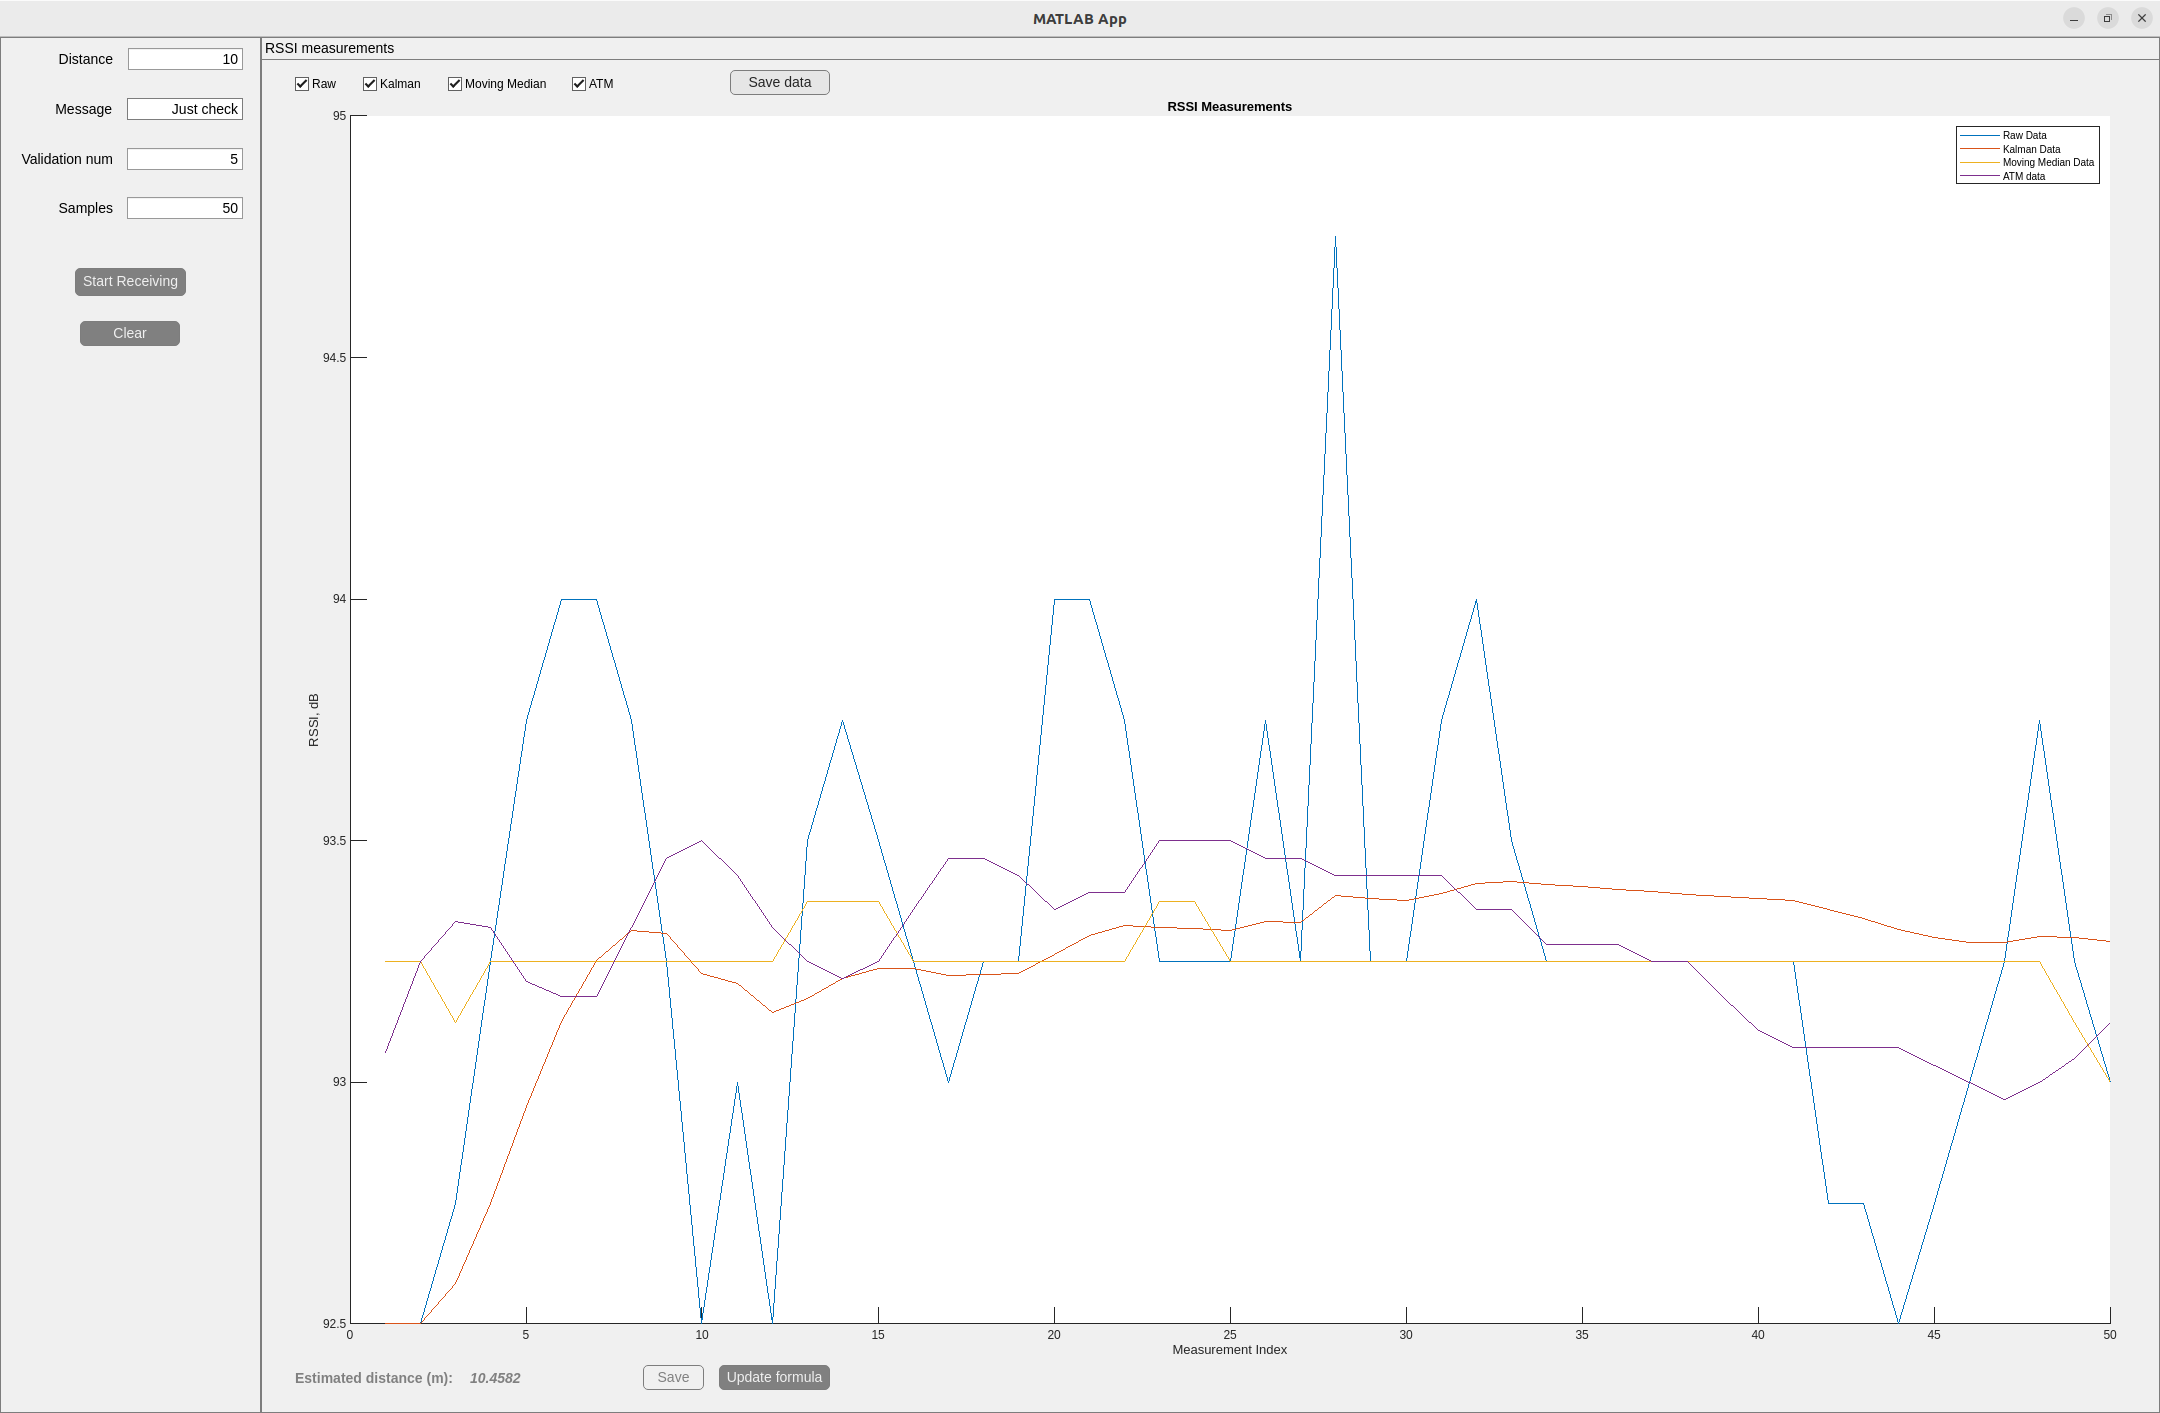 MATLAB App
Distance 10
Message Just check
Validation num 5
Samples 50
Start Receiving
Clear
RSSI measurements
Raw Kalman Moving Median ATM Save data
RSSI Measurements
Raw Data
Kalman Data
Moving Median Data
ATM data
95
94.5
94
93.5
93
92.5
RSSI, dB
0 5 10 15 20 25 30 35 40 45 50
Measurement Index
Estimated distance (m): 10.4582 Save Update formula